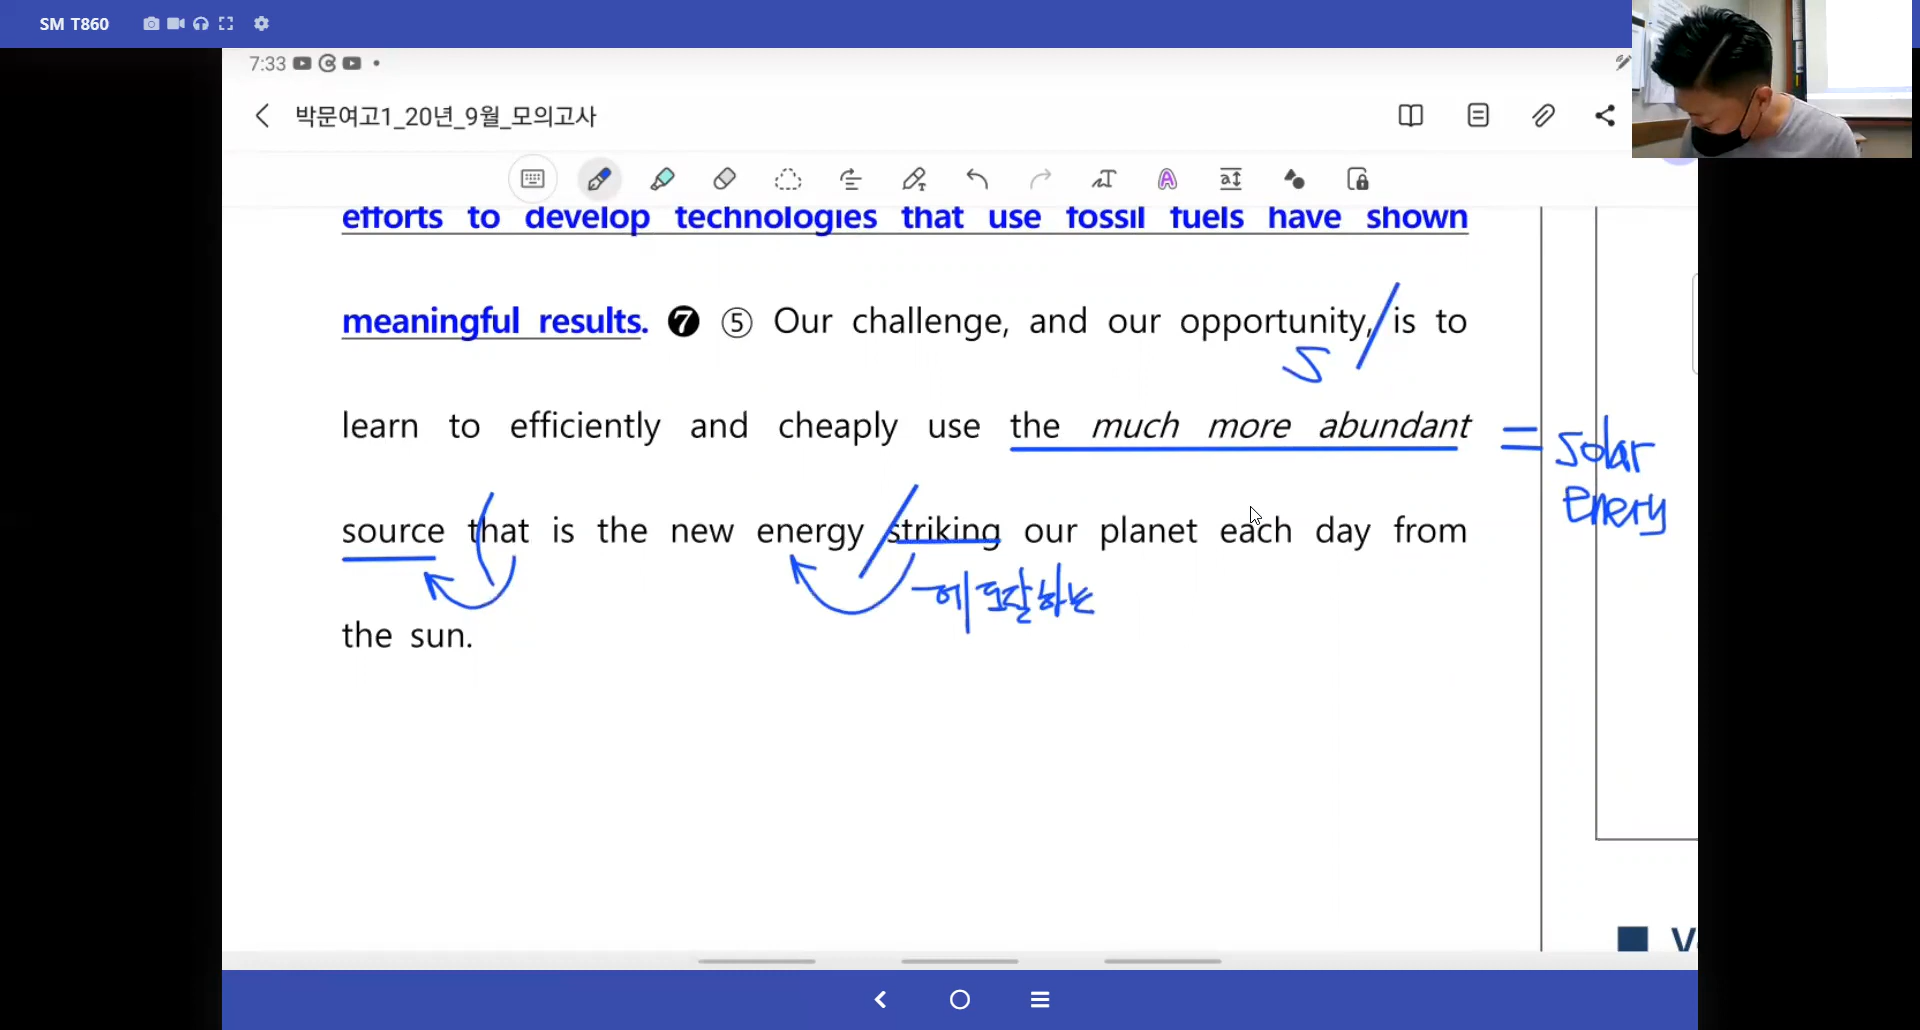 SM T860
7:33
박문여고1_20년_9월_모의고사
efforts to develop technologies that use fossil fuels have shown
meaningful results. ❼ ⑤ Our challenge, and our opportunity, is to
S
learn to efficiently and cheaply use the much more abundant
= solar
Enery
source that is the new energy striking our planet each day from
~에 도달하는
the sun.